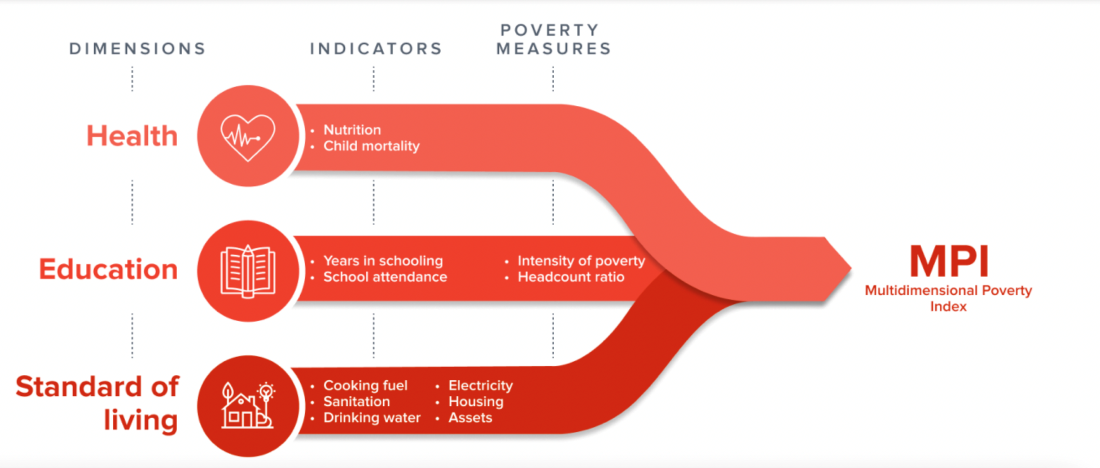 DIMENSIONS
INDICATORS
POVERTY
MEASURES
Health
• Nutrition
• Child mortality
Education
• Years in schooling
• School attendance
• Intensity of poverty
• Headcount ratio
Standard of
living
• Cooking fuel
• Sanitation
• Drinking water
• Electricity
• Housing
• Assets
MPI
Multidimensional Poverty
Index